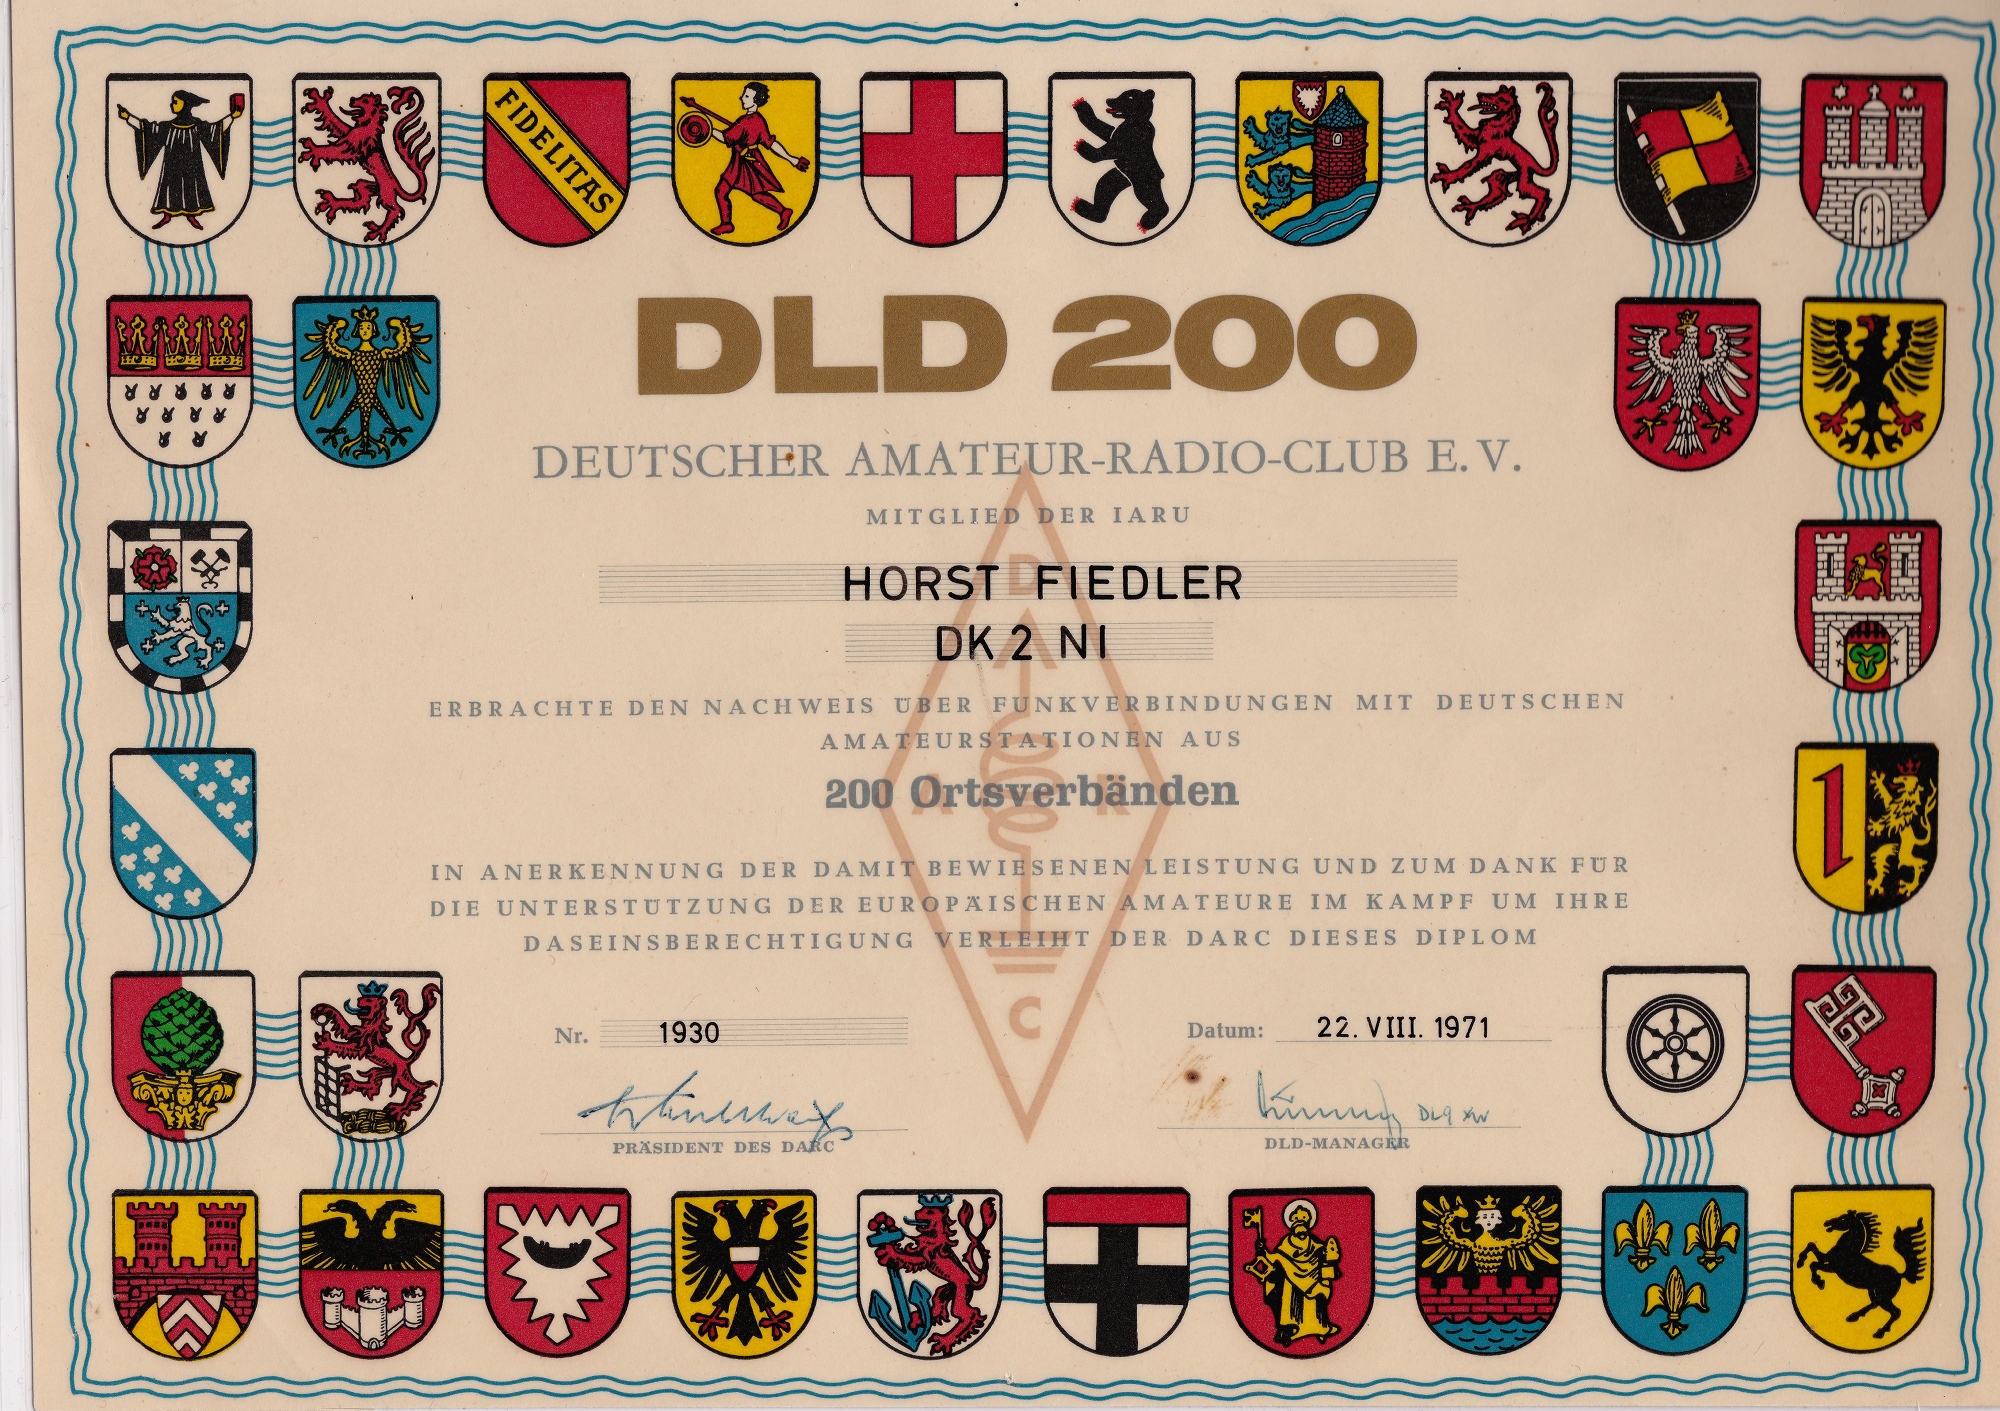 FIDELITAS
DLD 200
DEUTSCHER AMATEUR-RADIO-CLUB E. V.
MITGLIED DER IARU
HORST FIEDLER
DK 2 NI
ERBRACHTE DEN NACHWEIS ÜBER FUNKVERBINDUNGEN MIT DEUTSCHEN
AMATEURSTATIONEN AUS
200 Ortsverbänden
IN ANERKENNUNG DER DAMIT BEWIESENEN LEISTUNG UND ZUM DANK FÜR
DIE UNTERSTÜTZUNG DER EUROPÄISCHEN AMATEURE IM KAMPF UM IHRE
DASEINSBERECHTIGUNG VERLEIHT DER DARC DIESES DIPLOM
Nr. 1930
Datum: 22. VIII. 1971
DL9 XW
PRÄSIDENT DES DARC
DLD-MANAGER
D A R C